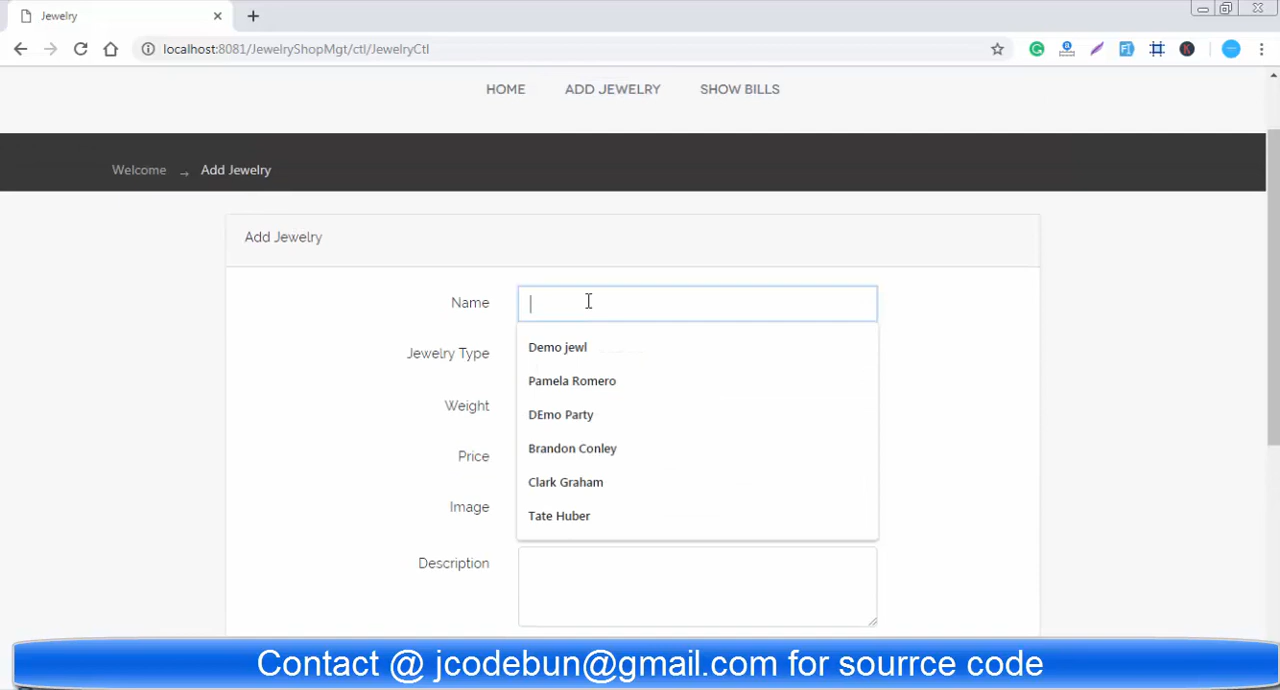 Jewelry
localhost:8081/JewelryShopMgt/ctl/JewelryCtl
HOME ADD JEWELRY SHOW BILLS
Welcome → Add Jewelry
Add Jewelry
Name
Demo jewl
Jewelry Type
Pamela Romero
Weight
DEmo Party
Price
Brandon Conley
Clark Graham
Image
Tate Huber
Description
Contact @ jcodebun@gmail.com for sourrce code